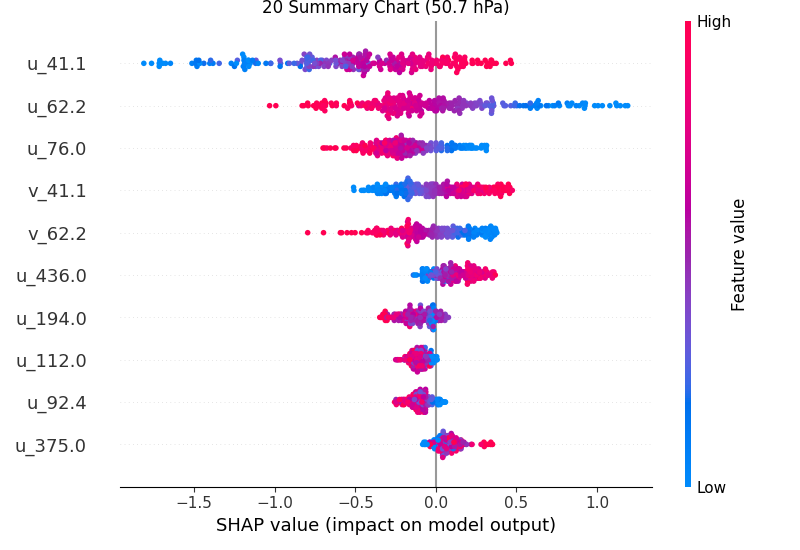 20 Summary Chart (50.7 hPa)
High
u_41.1
u_62.2
u_76.0
v_41.1
v_62.2
u_436.0
u_194.0
u_112.0
u_92.4
u_375.0
Feature value
Low
−1.5 −1.0 −0.5 0.0 0.5 1.0
SHAP value (impact on model output)